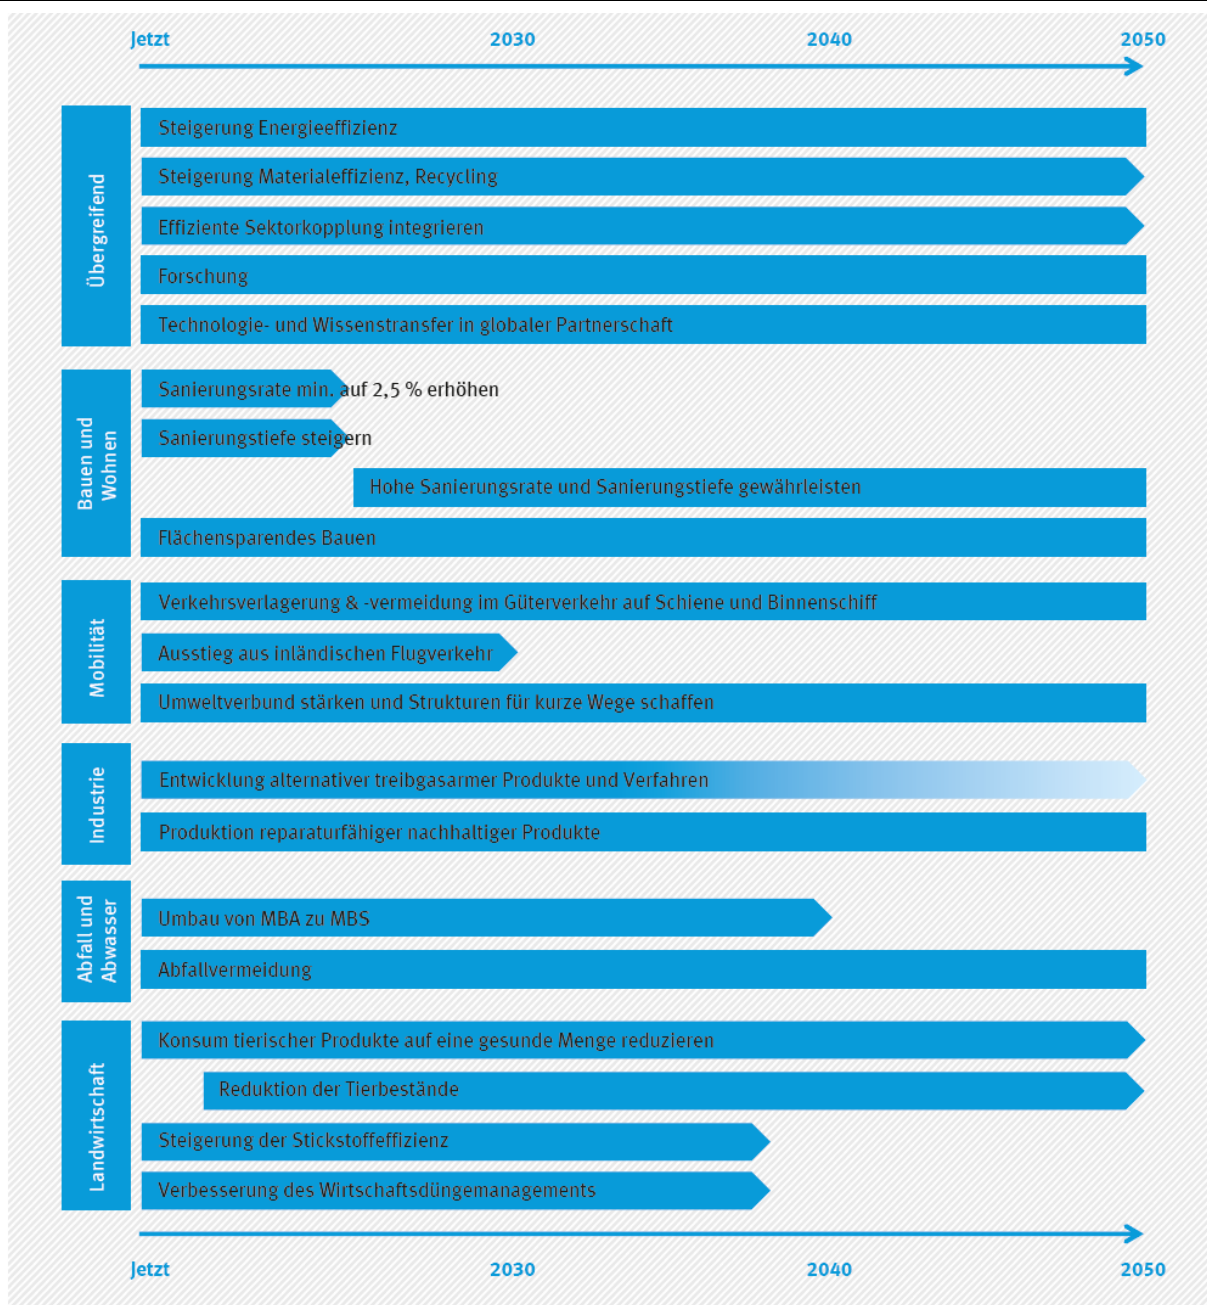 Jetzt 2030 2040 2050
Übergreifend
Steigerung Energieeffizienz
Steigerung Materialeffizienz, Recycling
Effiziente Sektorkopplung integrieren
Forschung
Technologie- und Wissenstransfer in globaler Partnerschaft
Bauen und
Wohnen
Sanierungsrate min. auf 2,5 % erhöhen
Sanierungstiefe steigern
Hohe Sanierungsrate und Sanierungstiefe gewährleisten
Flächensparendes Bauen
Mobilität
Verkehrsverlagerung & -vermeidung im Güterverkehr auf Schiene und Binnenschiff
Ausstieg aus inländischen Flugverkehr
Umweltverbund stärken und Strukturen für kurze Wege schaffen
Industrie
Entwicklung alternativer treibgasarmer Produkte und Verfahren
Produktion reparaturfähiger nachhaltiger Produkte
Abfall und
Abwasser
Umbau von MBA zu MBS
Abfallvermeidung
Landwirtschaft
Konsum tierischer Produkte auf eine gesunde Menge reduzieren
Reduktion der Tierbestände
Steigerung der Stickstoffeffizienz
Verbesserung des Wirtschaftsdüngemanagements
Jetzt 2030 2040 2050